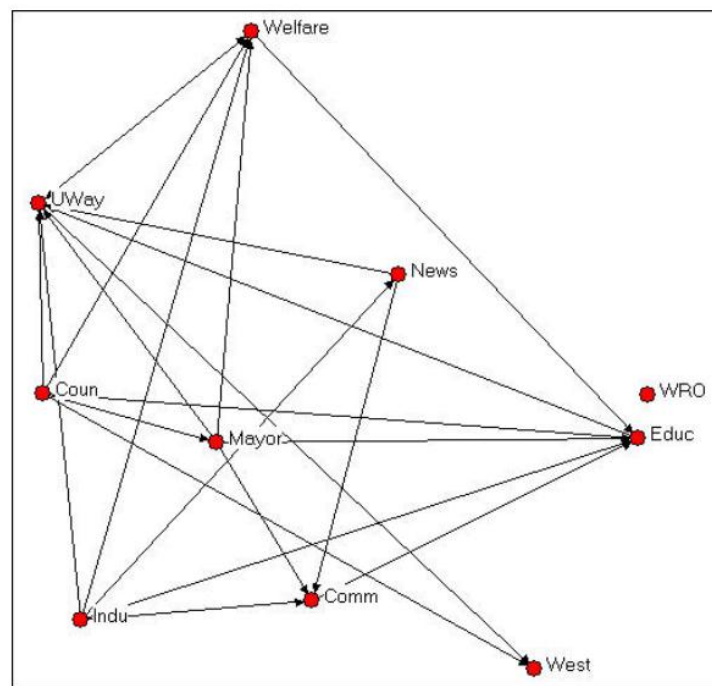 Welfare
UWay
News
Coun
WRO
Mayor
Educ
Comm
Indu
West